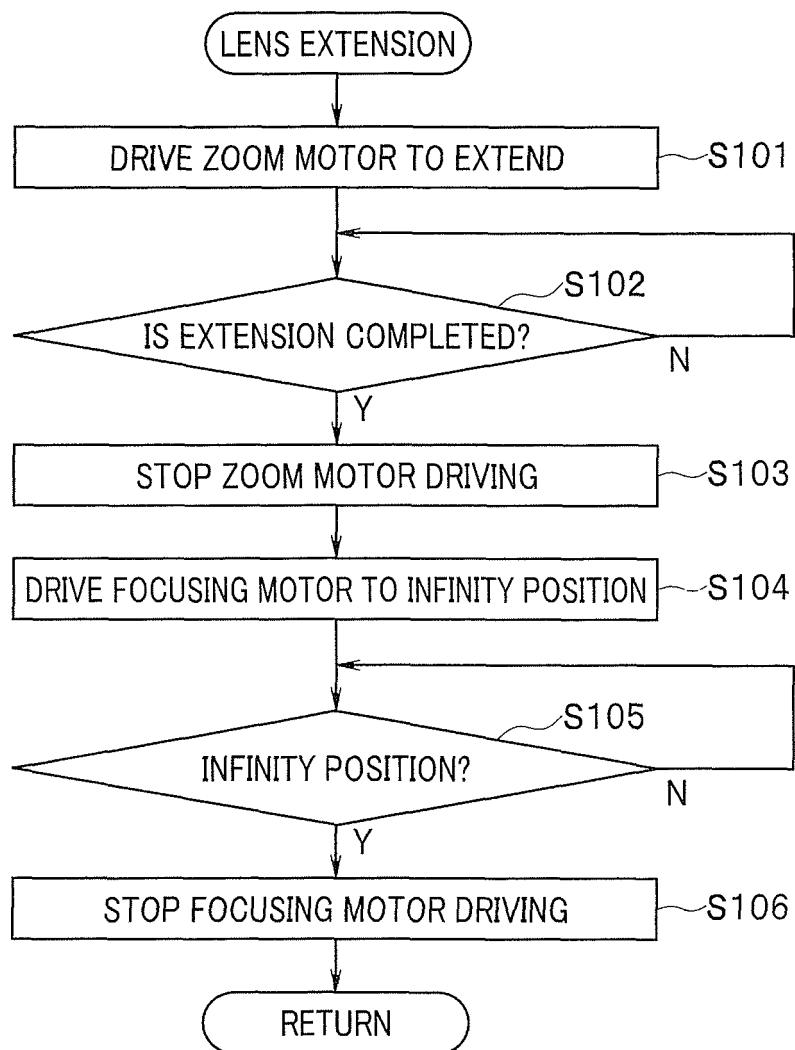 LENS EXTENSION
DRIVE ZOOM MOTOR TO EXTEND
S101
S102
IS EXTENSION COMPLETED?
N
Y
STOP ZOOM MOTOR DRIVING
S103
DRIVE FOCUSING MOTOR TO INFINITY POSITION
S104
S105
INFINITY POSITION?
N
Y
STOP FOCUSING MOTOR DRIVING
S106
RETURN